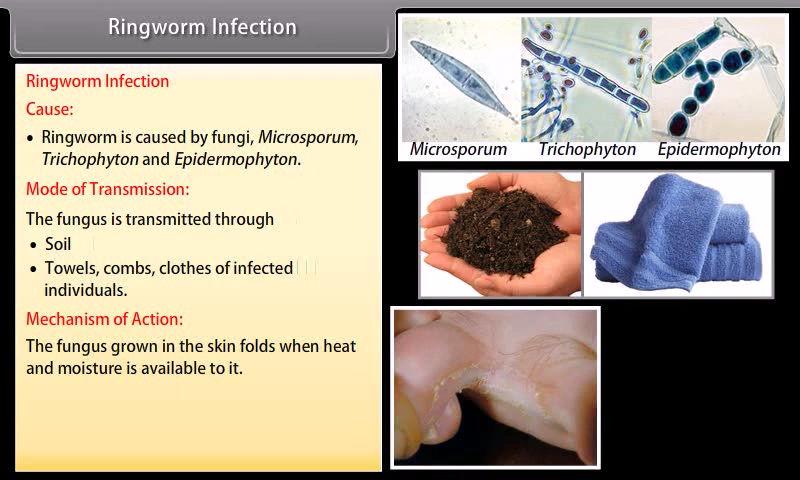 Ringworm Infection
Ringworm Infection
Cause:
• Ringworm is caused by fungi, Microsporum,
Trichophyton and Epidermophyton.
Mode of Transmission:
The fungus is transmitted through
• Soil
• Towels, combs, clothes of infected
individuals.
Mechanism of Action:
The fungus grown in the skin folds when heat
and moisture is available to it.
Microsporum Trichophyton Epidermophyton